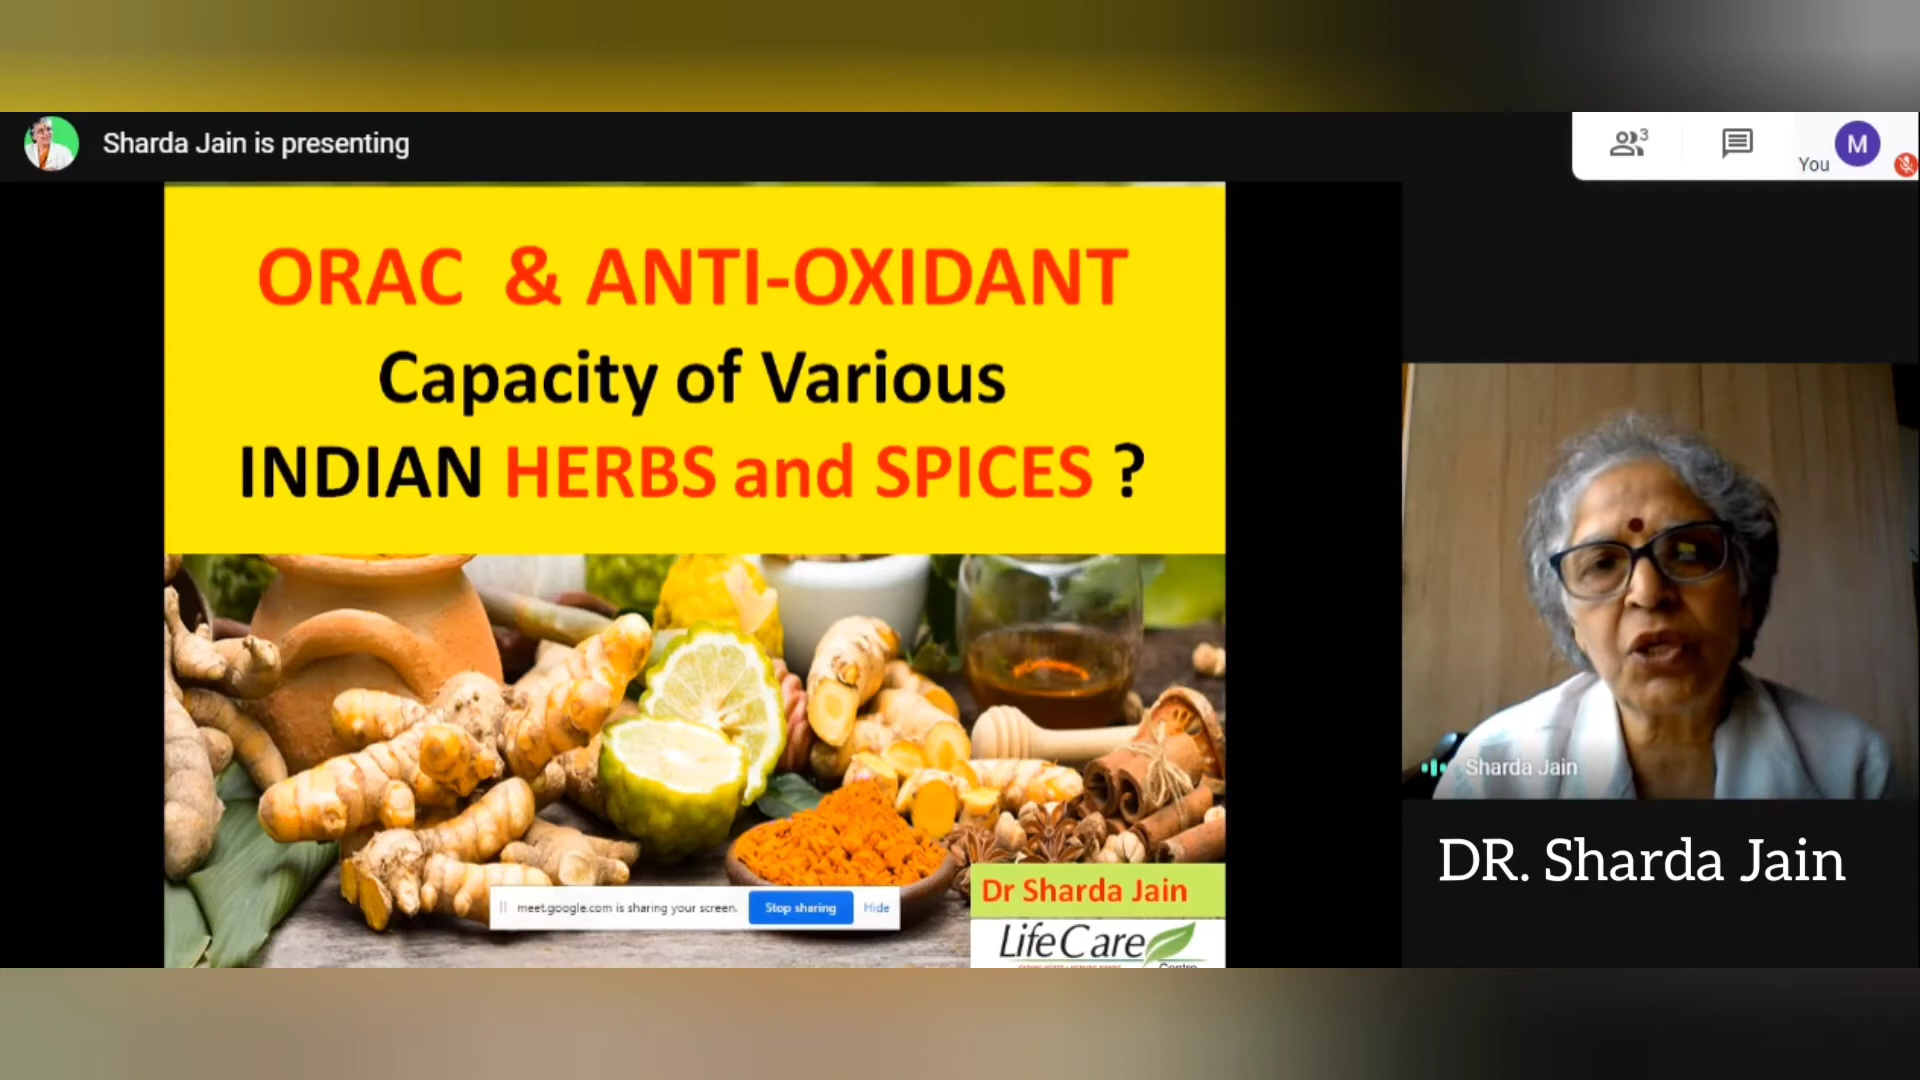 Sharda Jain is presenting
3
You
M
ORAC & ANTI-OXIDANT
Capacity of Various
INDIAN HERBS and SPICES ?
meet.google.com is sharing your screen.
Stop sharing
Hide
Dr Sharda Jain
LifeCare
Centre
Sharda Jain
DR. Sharda Jain